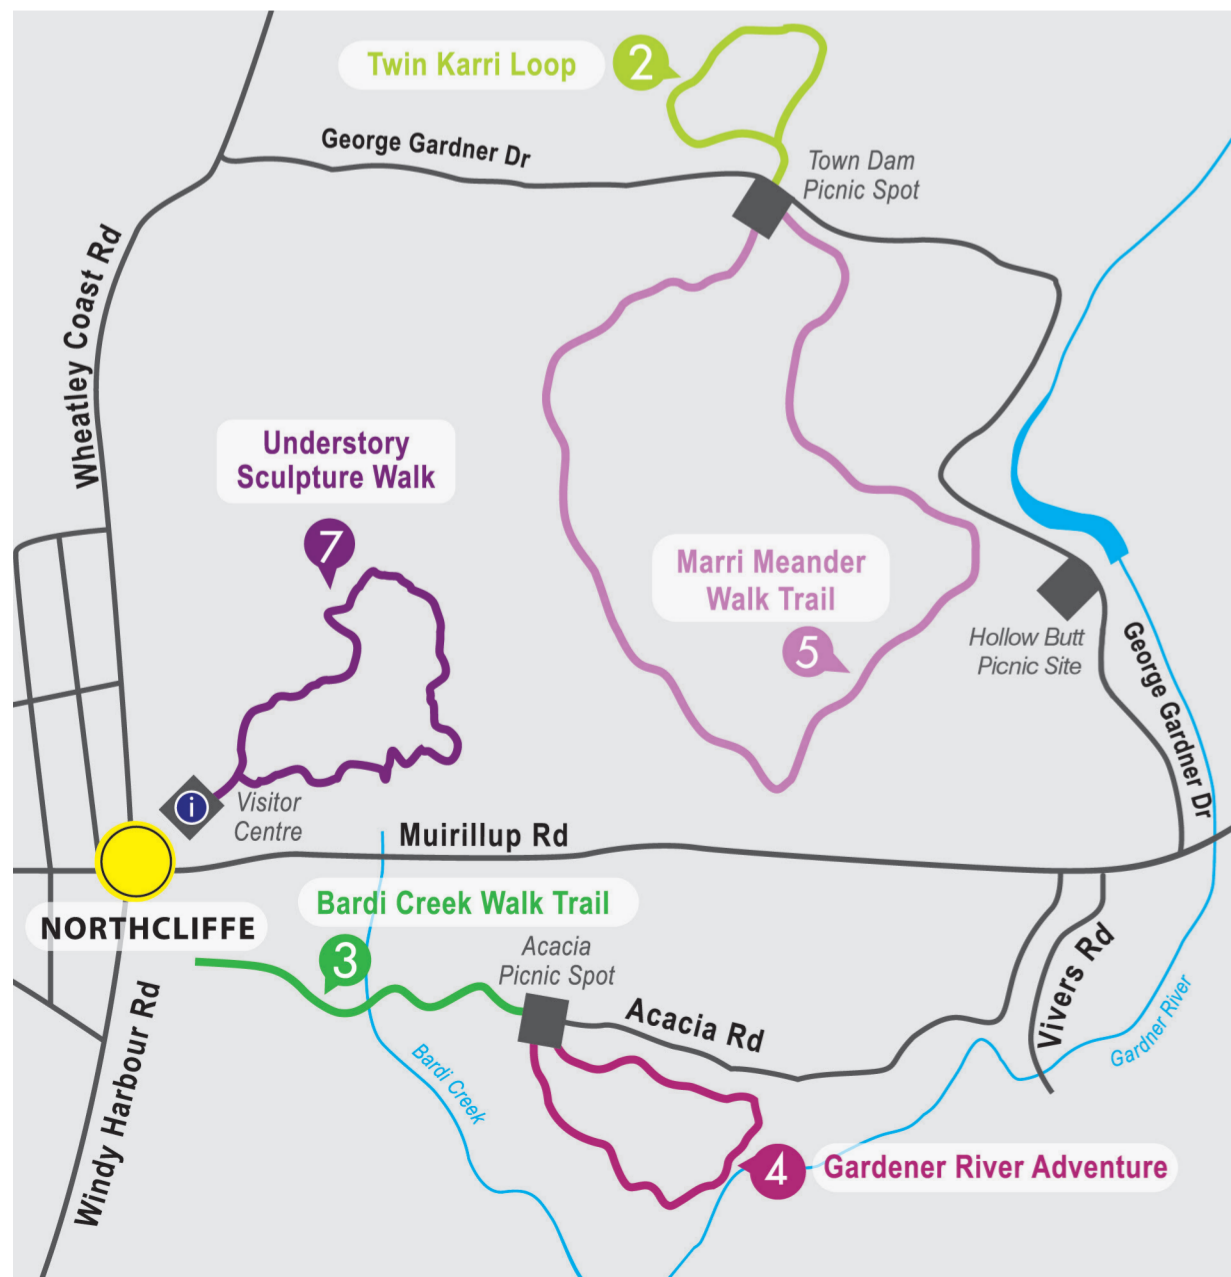 Twin Karri Loop
2
George Gardner Dr
Town Dam
Picnic Spot
Wheatley Coast Rd
Understory
Sculpture Walk
7
Marri Meander
Walk Trail
5
Hollow Butt
Picnic Site
George Gardner Dr
i
Visitor
Centre
Muirillup Rd
NORTHCLIFFE
Bardi Creek Walk Trail
3
Acacia
Picnic Spot
Acacia Rd
Vivers Rd
Gardner River
Windy Harbour Rd
Bardi Creek
4
Gardener River Adventure